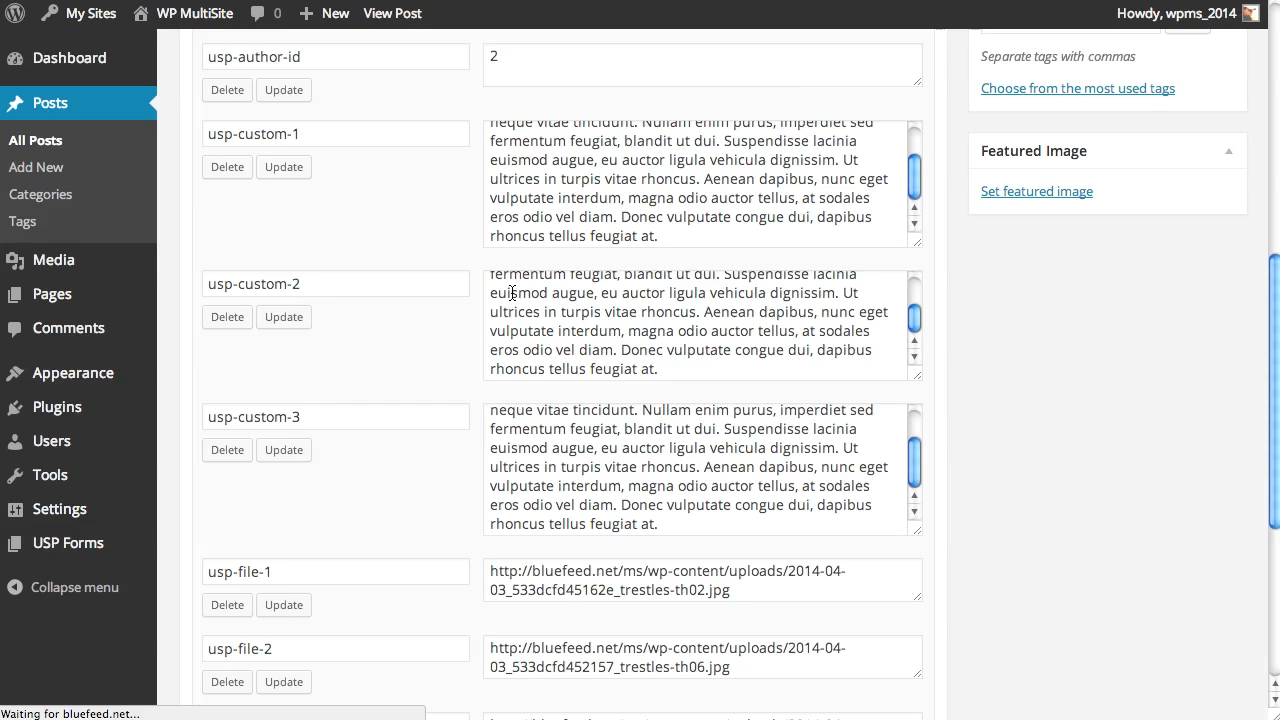 My Sites
WP MultiSite
0
+ New
View Post
Howdy, wpms_2014
Dashboard
Posts
All Posts
Add New
Categories
Tags
Media
Pages
Comments
Appearance
Plugins
Users
Tools
Settings
USP Forms
Collapse menu
usp-author-id
2
Delete
Update
usp-custom-1
neque vitae tincidunt. Nullam enim purus, imperdiet sed
fermentum feugiat, blandit ut dui. Suspendisse lacinia
euismod augue, eu auctor ligula vehicula dignissim. Ut
ultrices in turpis vitae rhoncus. Aenean dapibus, nunc eget
vulputate interdum, magna odio auctor tellus, at sodales
eros odio vel diam. Donec vulputate congue dui, dapibus
rhoncus tellus feugiat at.
Delete
Update
usp-custom-2
fermentum feugiat, blandit ut dui. Suspendisse lacinia
euismod augue, eu auctor ligula vehicula dignissim. Ut
ultrices in turpis vitae rhoncus. Aenean dapibus, nunc eget
vulputate interdum, magna odio auctor tellus, at sodales
eros odio vel diam. Donec vulputate congue dui, dapibus
rhoncus tellus feugiat at.
Delete
Update
usp-custom-3
neque vitae tincidunt. Nullam enim purus, imperdiet sed
fermentum feugiat, blandit ut dui. Suspendisse lacinia
euismod augue, eu auctor ligula vehicula dignissim. Ut
ultrices in turpis vitae rhoncus. Aenean dapibus, nunc eget
vulputate interdum, magna odio auctor tellus, at sodales
eros odio vel diam. Donec vulputate congue dui, dapibus
rhoncus tellus feugiat at.
Delete
Update
usp-file-1
http://bluefeed.net/ms/wp-content/uploads/2014-04-
03_533dcfd45162e_trestles-th02.jpg
Delete
Update
usp-file-2
http://bluefeed.net/ms/wp-content/uploads/2014-04-
03_533dcfd452157_trestles-th06.jpg
Delete
Update
Separate tags with commas
Choose from the most used tags
Featured Image
Set featured image
Waiting for bluefeed.net...